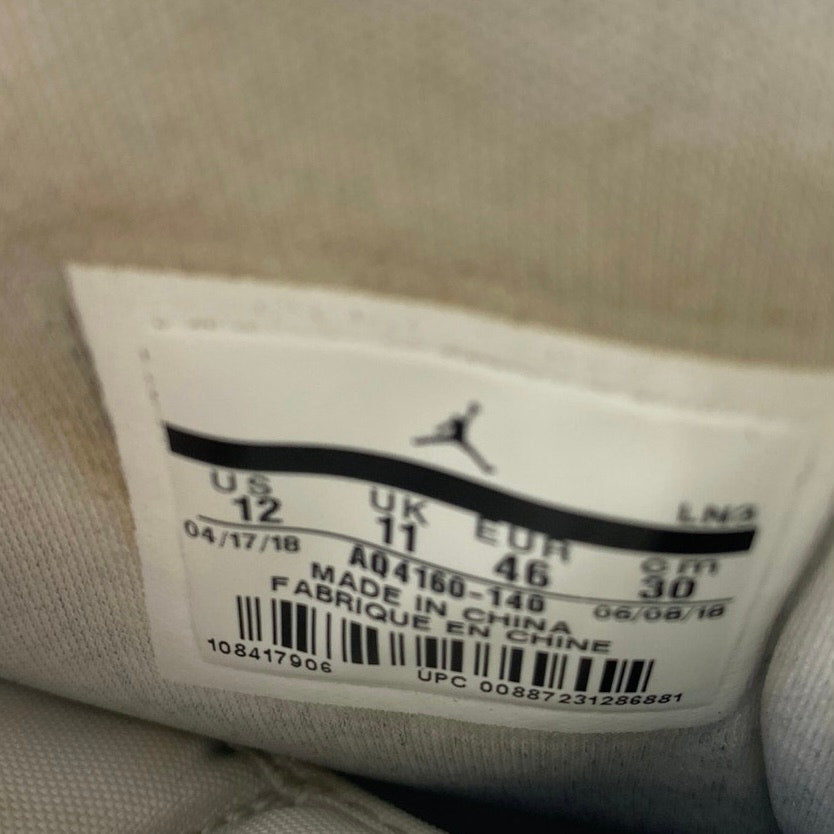 LN3
US UK EUR cm
12 11 46 30
04/17/18 AQ4160-140 06/08/18
MADE IN CHINA
FABRIQUE EN CHINE
108417906 UPC 00887231286881